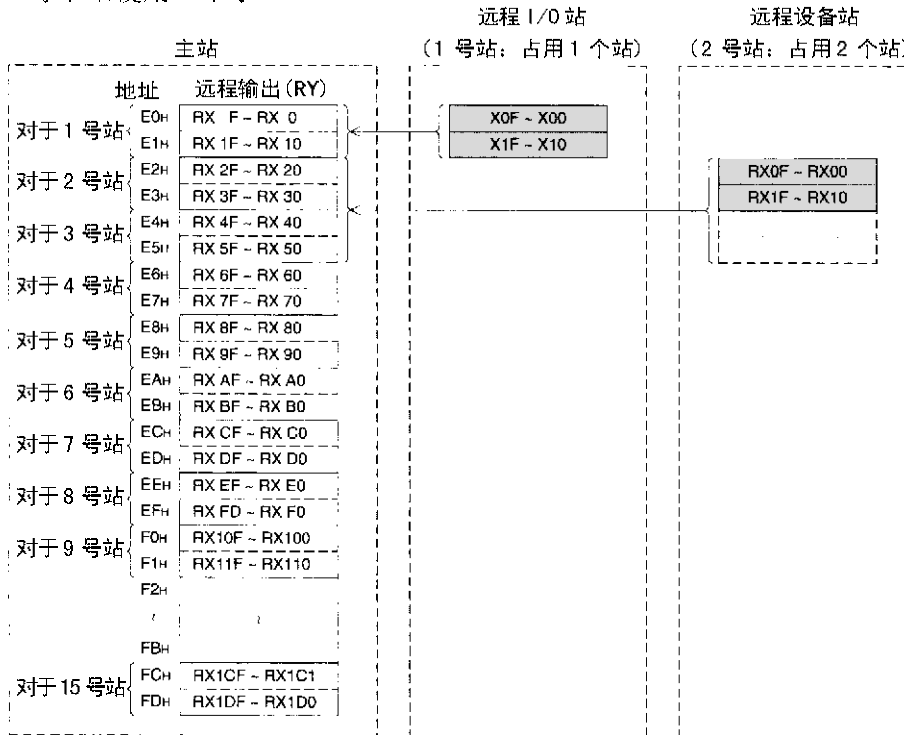 远程 I/O 站
远程设备站
主站
(1 号站: 占用 1 个站)
(2 号站: 占用 2 个站)
地址
远程输出(RY)
对于 1 号站
E0H RX F ~ RX 0
E1H RX 1F ~ RX 10
X0F ~ X00
X1F ~ X10
对于 2 号站
E2H RX 2F ~ RX 20
E3H RX 3F ~ RX 30
RX0F ~ RX00
RX1F ~ RX10
对于 3 号站
E4H RX 4F ~ RX 40
E5H RX 5F ~ RX 50
对于 4 号站
E6H RX 6F ~ RX 60
E7H RX 7F ~ RX 70
对于 5 号站
E8H RX 8F ~ RX 80
E9H RX 9F ~ RX 90
对于 6 号站
EAH RX AF ~ RX A0
EBH RX BF ~ RX B0
对于 7 号站
ECH RX CF ~ RX C0
EDH RX DF ~ RX D0
对于 8 号站
EEH RX EF ~ RX E0
EFH RX FD ~ RX F0
对于 9 号站
F0H RX10F ~ RX100
F1H RX11F ~ RX110
F2H
~ ~
FBH
对于 15 号站
FCH RX1CF ~ RX1C1
FDH RX1DF ~ RX1D0